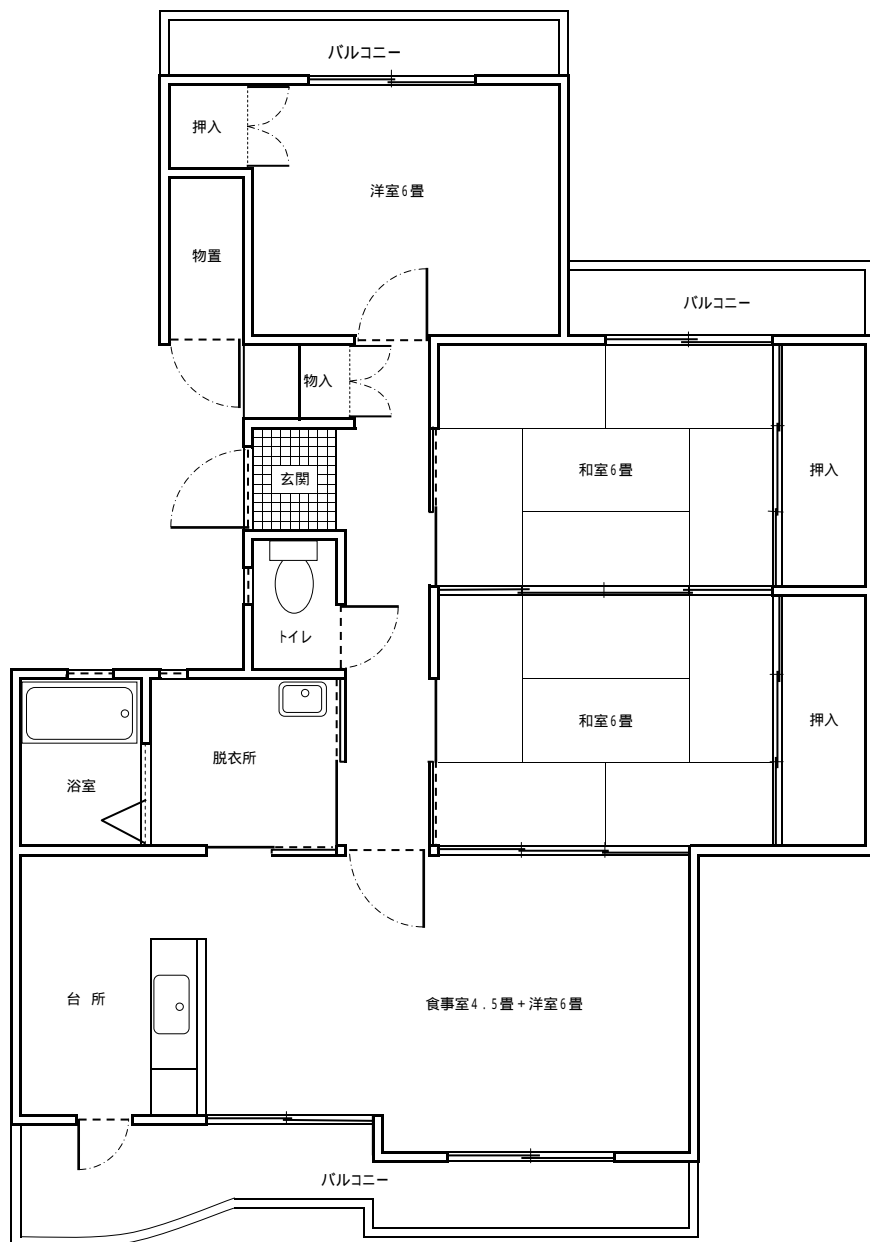 バルコニー
押入
洋室6畳
物置
バルコニー
物入
和室6畳
押入
玄関
トイレ
和室6畳
押入
脱衣所
浴室
台 所
食事室4.5畳+洋室6畳
バルコニー